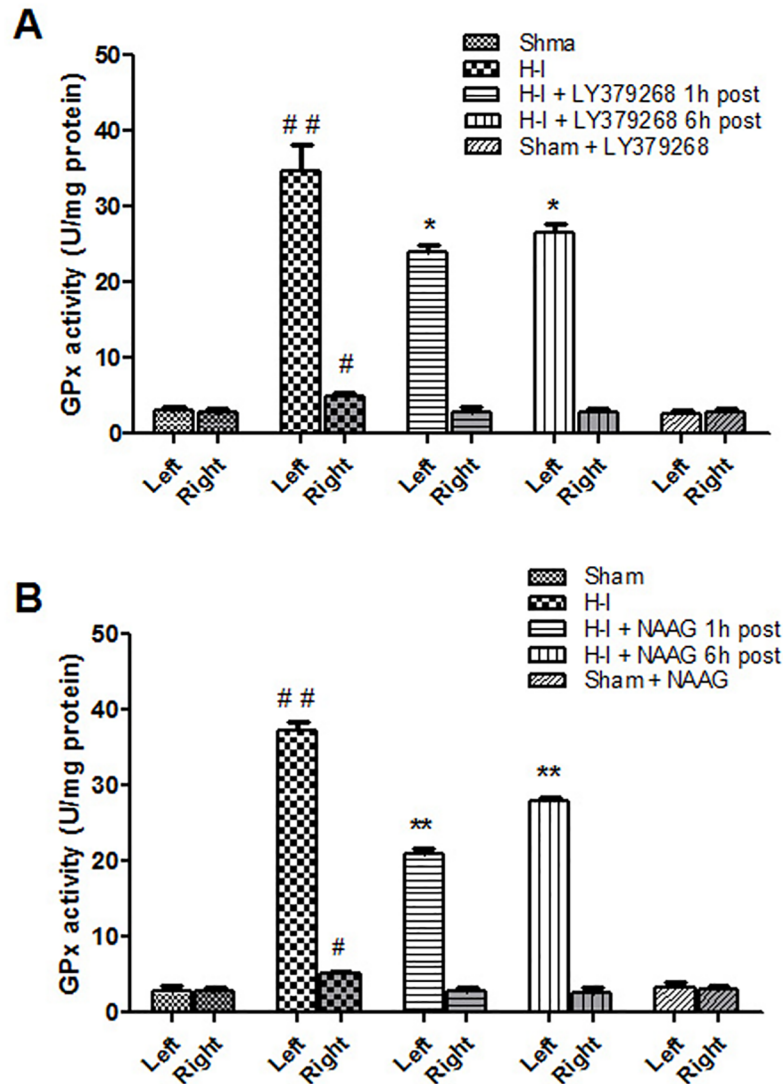 A
Shma
H-I
H-I + LY379268 1h post
H-I + LY379268 6h post
Sham + LY379268
GPx activity (U/mg protein)
50
40
30
20
10
0
# #
#
*
*
Left Right Left Right Left Right Left Right Left Right
B
Sham
H-I
H-I + NAAG 1h post
H-I + NAAG 6h post
Sham + NAAG
GPx activity (U/mg protein)
50
40
30
20
10
0
# #
#
**
**
Left Right Left Right Left Right Left Right Left Right